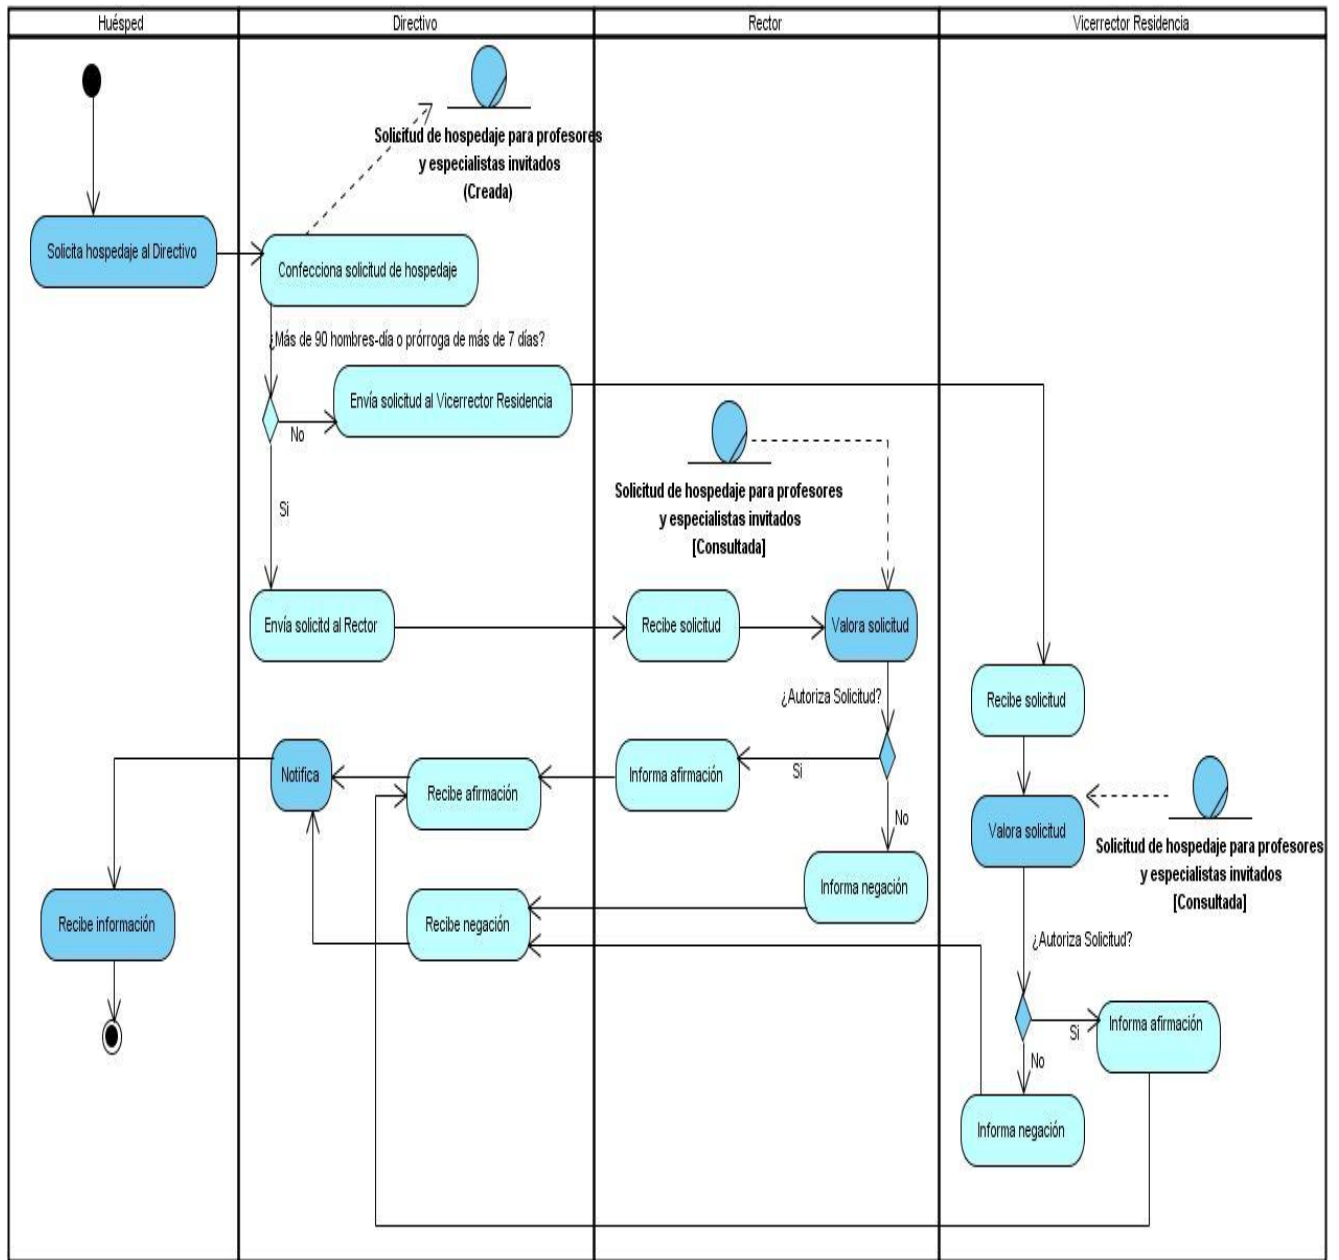 Huésped
Directivo
Rector
Vicerrector Residencia
Solicitud de hospedaje para profesores
y especialistas invitados
(Creada)
Solicita hospedaje al Directivo
Confecciona solicitud de hospedaje
¿Más de 90 hombres-día o prórroga de más de 7 días?
Envía solicitud al Vicerrector Residencia
No
Si
Solicitud de hospedaje para profesores
y especialistas invitados
[Consultada]
Envía solicitd al Rector
Recibe solicitud
Valora solicitud
¿Autoriza Solicitud?
Si
No
Informa afirmación
Recibe afirmación
Notifica
Informa negación
Recibe negación
Recibe información
Recibe solicitud
Valora solicitud
Solicitud de hospedaje para profesores
y especialistas invitados
[Consultada]
¿Autoriza Solicitud?
Si
Informa afirmación
No
Informa negación